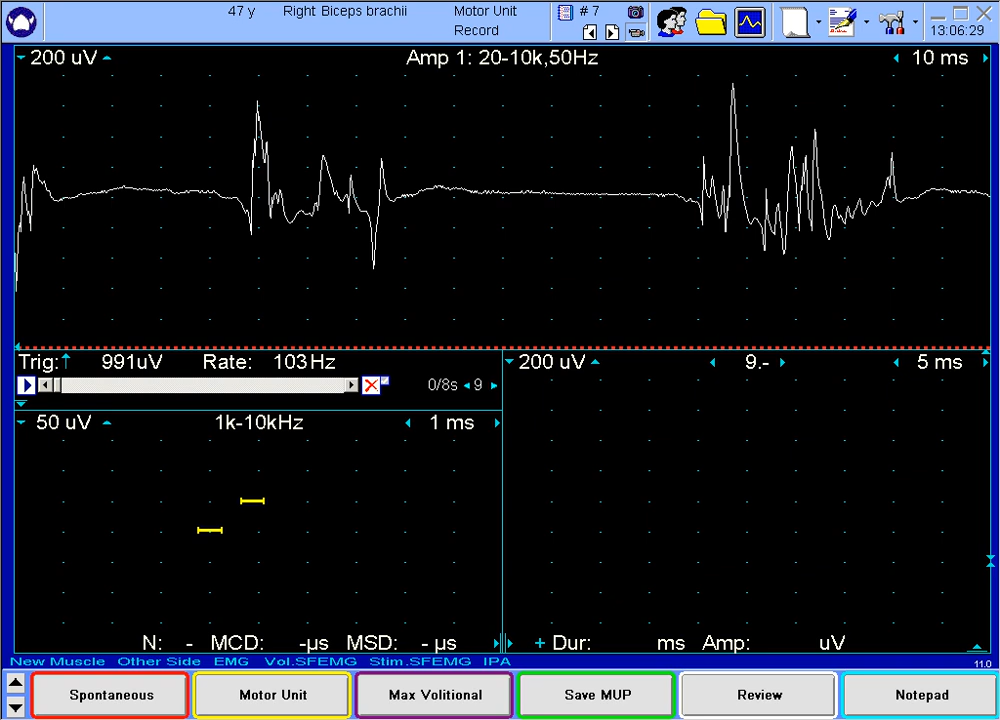 47 y Right Biceps brachii Motor Unit Record # 7
13:06:29
200 uV Amp 1: 20-10k,50Hz 10 ms
Trig: 991uV Rate: 103Hz
0/8s 9
200 uV 9.- 5 ms
50 uV 1k-10kHz 1 ms
N: - MCD: -µs MSD: - µs
+ Dur: ms Amp: uV
New Muscle Other Side EMG Vol.SFEMG Stim.SFEMG IPA
11.0
Spontaneous Motor Unit Max Volitional Save MUP Review Notepad